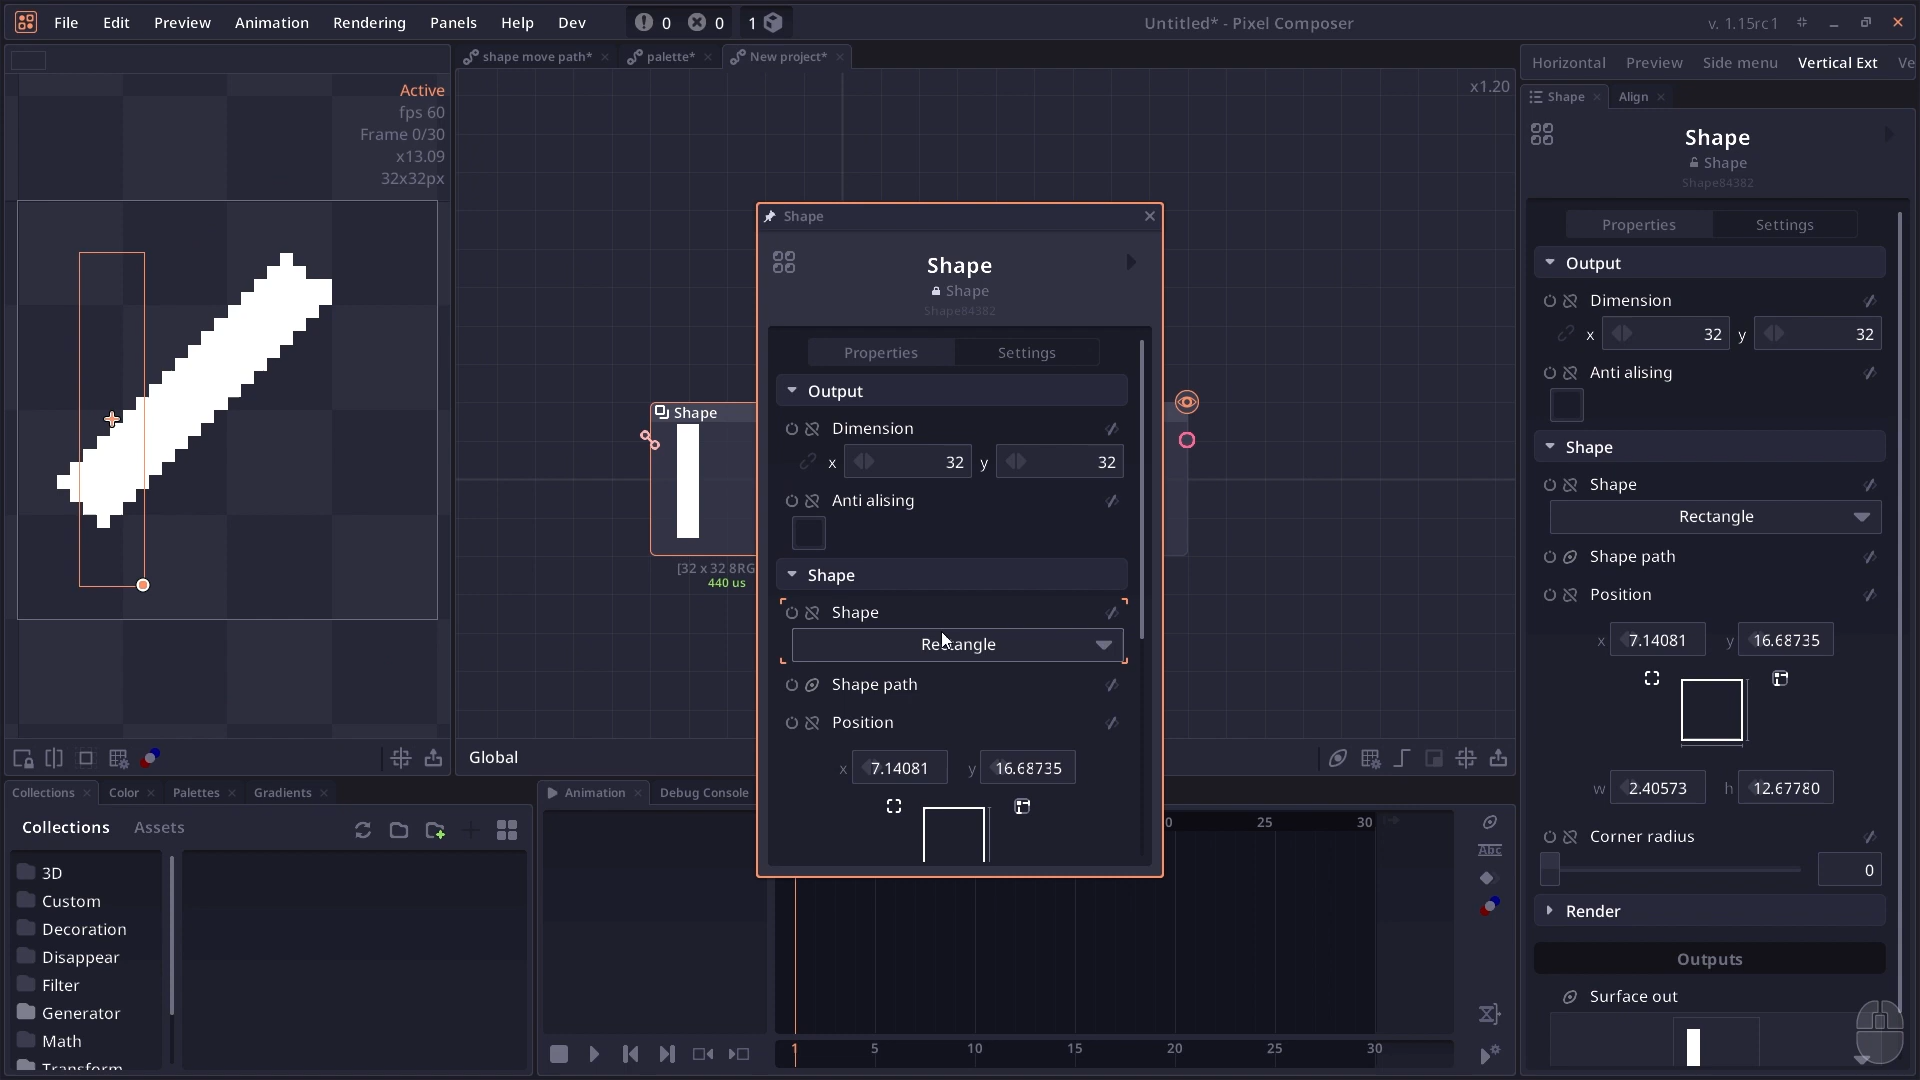 File Edit Preview Animation Rendering Panels Help Dev 0 0 1 Untitled* - Pixel Composer v. 1.15rc1
shape move path* palette* New project*
Horizontal Preview Side menu Vertical Ext Ve
Active
fps 60
Frame 0/30
x13.09
32x32px
x1.20
Shape
[32 x 32 8RG
440 us
Global
Shape
Shape
Shape
Shape84382
Properties Settings
Output
Dimension
x 32 y 32
Anti alising
Shape
Shape
Rectangle
Shape path
Position
x 7.14081 y 16.68735
Shape Align
Shape
Shape
Shape84382
Properties Settings
Output
Dimension
x 32 y 32
Anti alising
Shape
Shape
Rectangle
Shape path
Position
x 7.14081 y 16.68735
w 2.40573 h 12.67780
Corner radius
0
Render
Outputs
Surface out
Collections Color Palettes Gradients
Collections Assets
3D
Custom
Decoration
Disappear
Filter
Generator
Math
Transform
Animation Debug Console
0 25 30
Abc
1 5 10 15 20 25 30